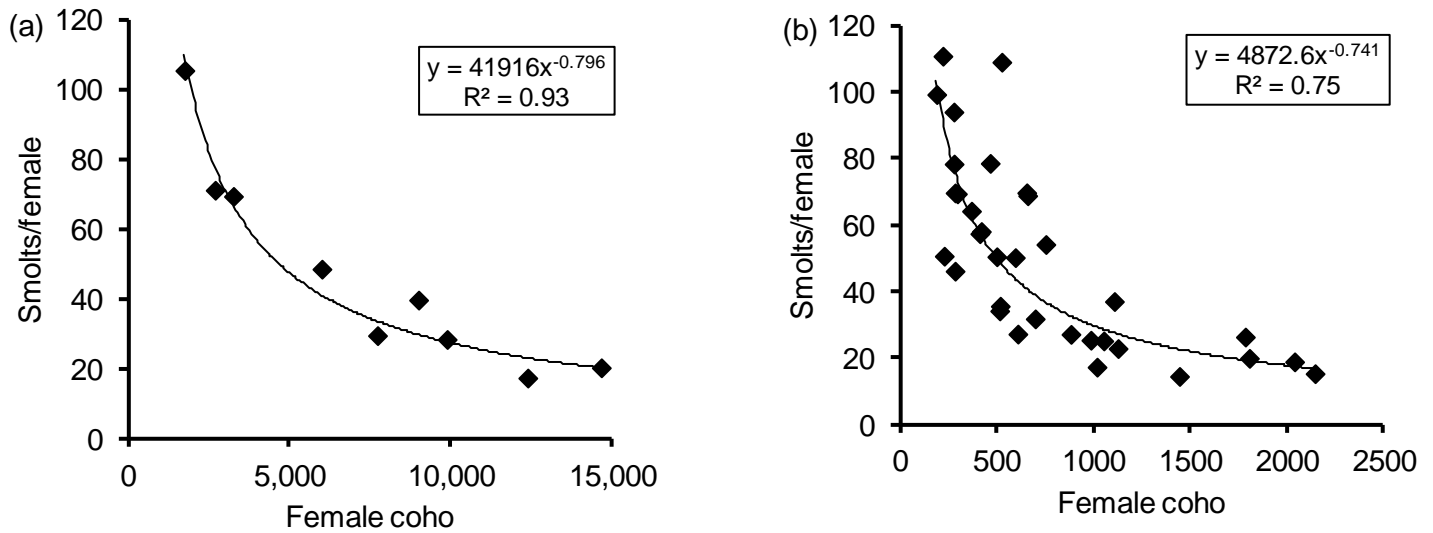 (a)
120
100
80
60
40
20
0
Smolts/female
y = 41916x^-0.796
R² = 0.93
0 5,000 10,000 15,000
Female coho
(b)
120
100
80
60
40
20
0
Smolts/female
y = 4872.6x^-0.741
R² = 0.75
0 500 1000 1500 2000 2500
Female coho